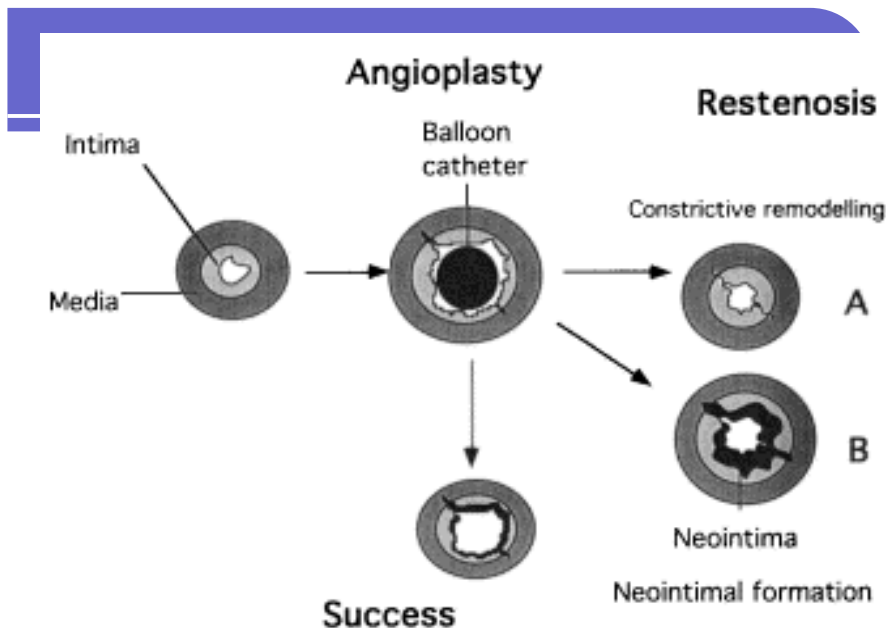 Angioplasty
Restenosis
Intima
Balloon
catheter
Constrictive remodelling
Media
A
B
Neointima
Neointimal formation
Success